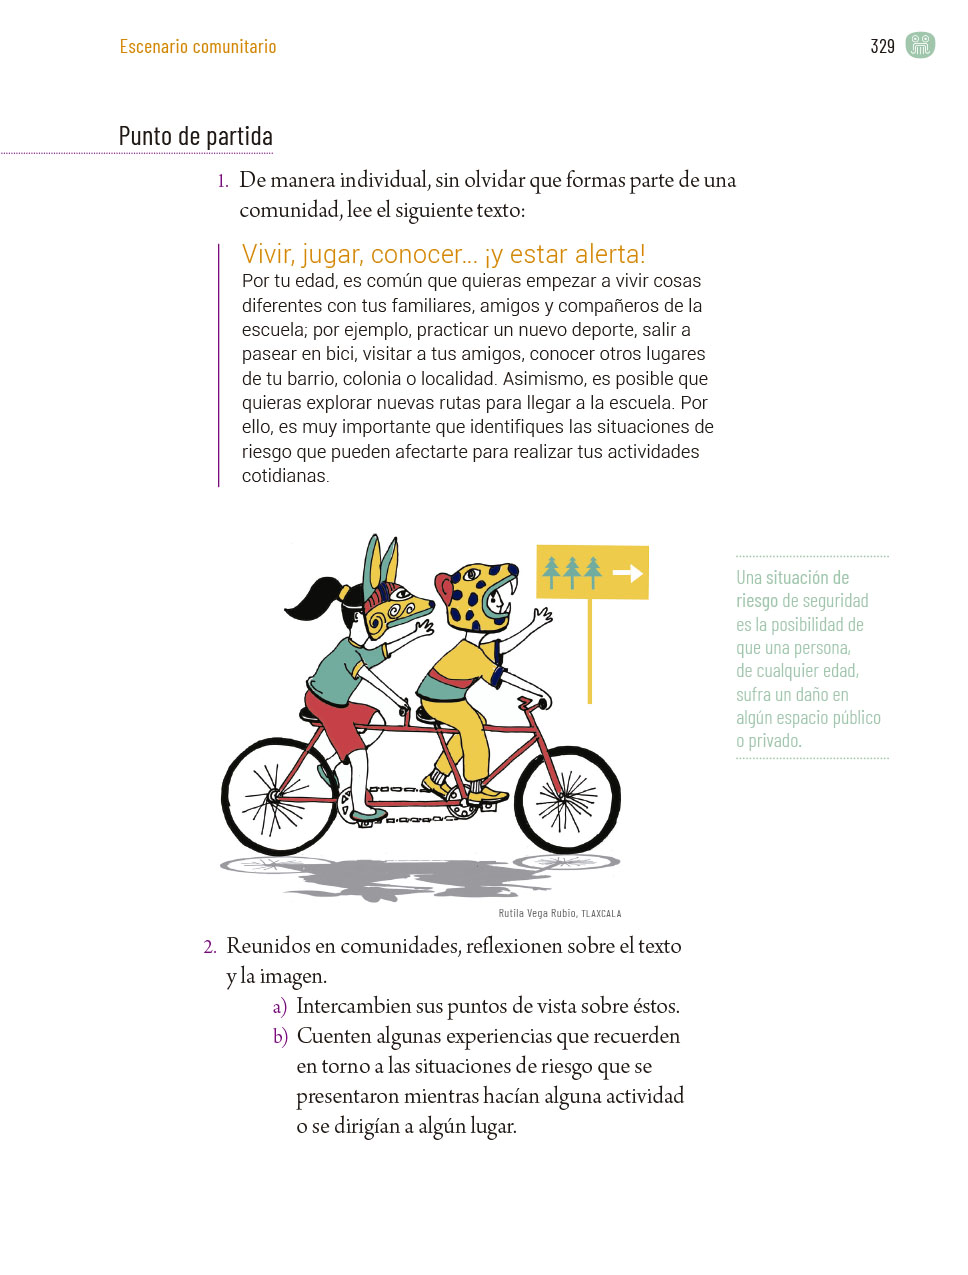 Escenario comunitario
329
Punto de partida
1. De manera individual, sin olvidar que formas parte de una
comunidad, lee el siguiente texto:
Vivir, jugar, conocer... ¡y estar alerta!
Por tu edad, es común que quieras empezar a vivir cosas
diferentes con tus familiares, amigos y compañeros de la
escuela; por ejemplo, practicar un nuevo deporte, salir a
pasear en bici, visitar a tus amigos, conocer otros lugares
de tu barrio, colonia o localidad. Asimismo, es posible que
quieras explorar nuevas rutas para llegar a la escuela. Por
ello, es muy importante que identifiques las situaciones de
riesgo que pueden afectarte para realizar tus actividades
cotidianas.
Una situación de
riesgo de seguridad
es la posibilidad de
que una persona,
de cualquier edad,
sufra un daño en
algún espacio público
o privado.
Rutila Vega Rubio, TLAXCALA
2. Reunidos en comunidades, reflexionen sobre el texto
y la imagen.
a) Intercambien sus puntos de vista sobre éstos.
b) Cuenten algunas experiencias que recuerden
en torno a las situaciones de riesgo que se
presentaron mientras hacían alguna actividad
o se dirigían a algún lugar.